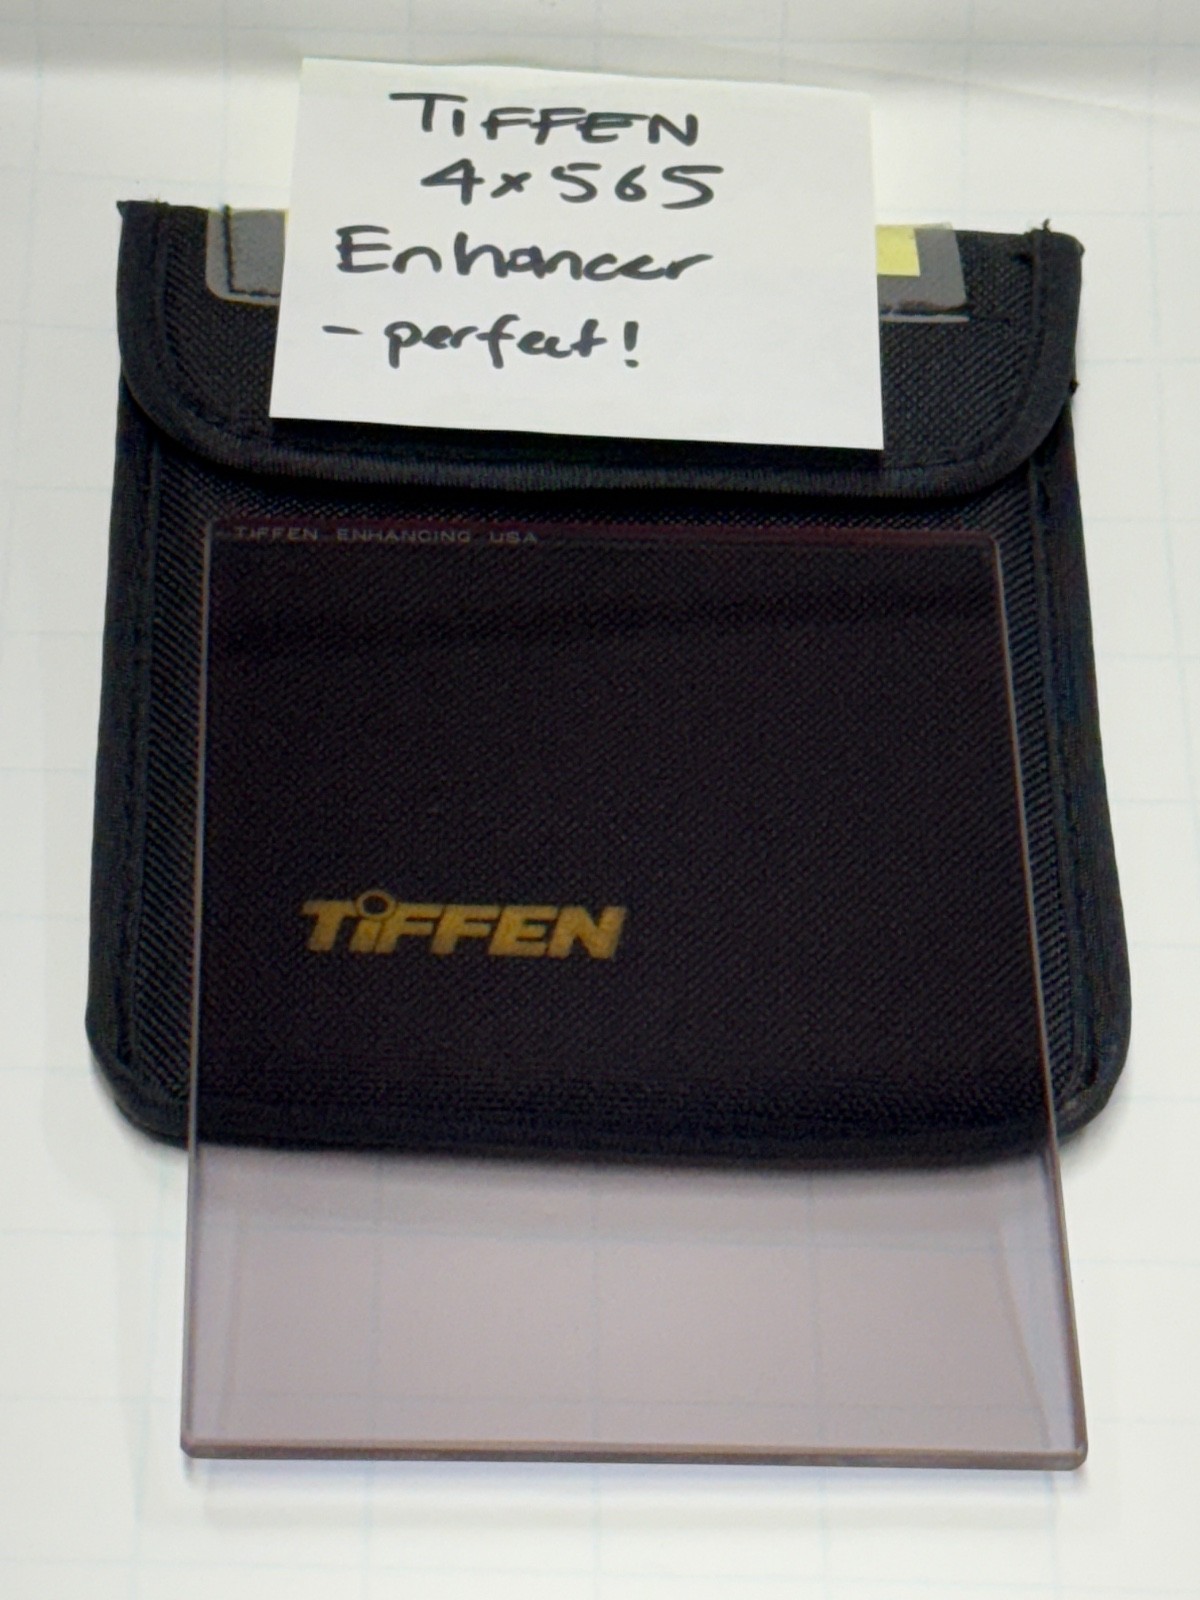 TIFFEN
4x565
Enhancer
- perfect!
TIFFEN ENHANCING USA
TiFFEN